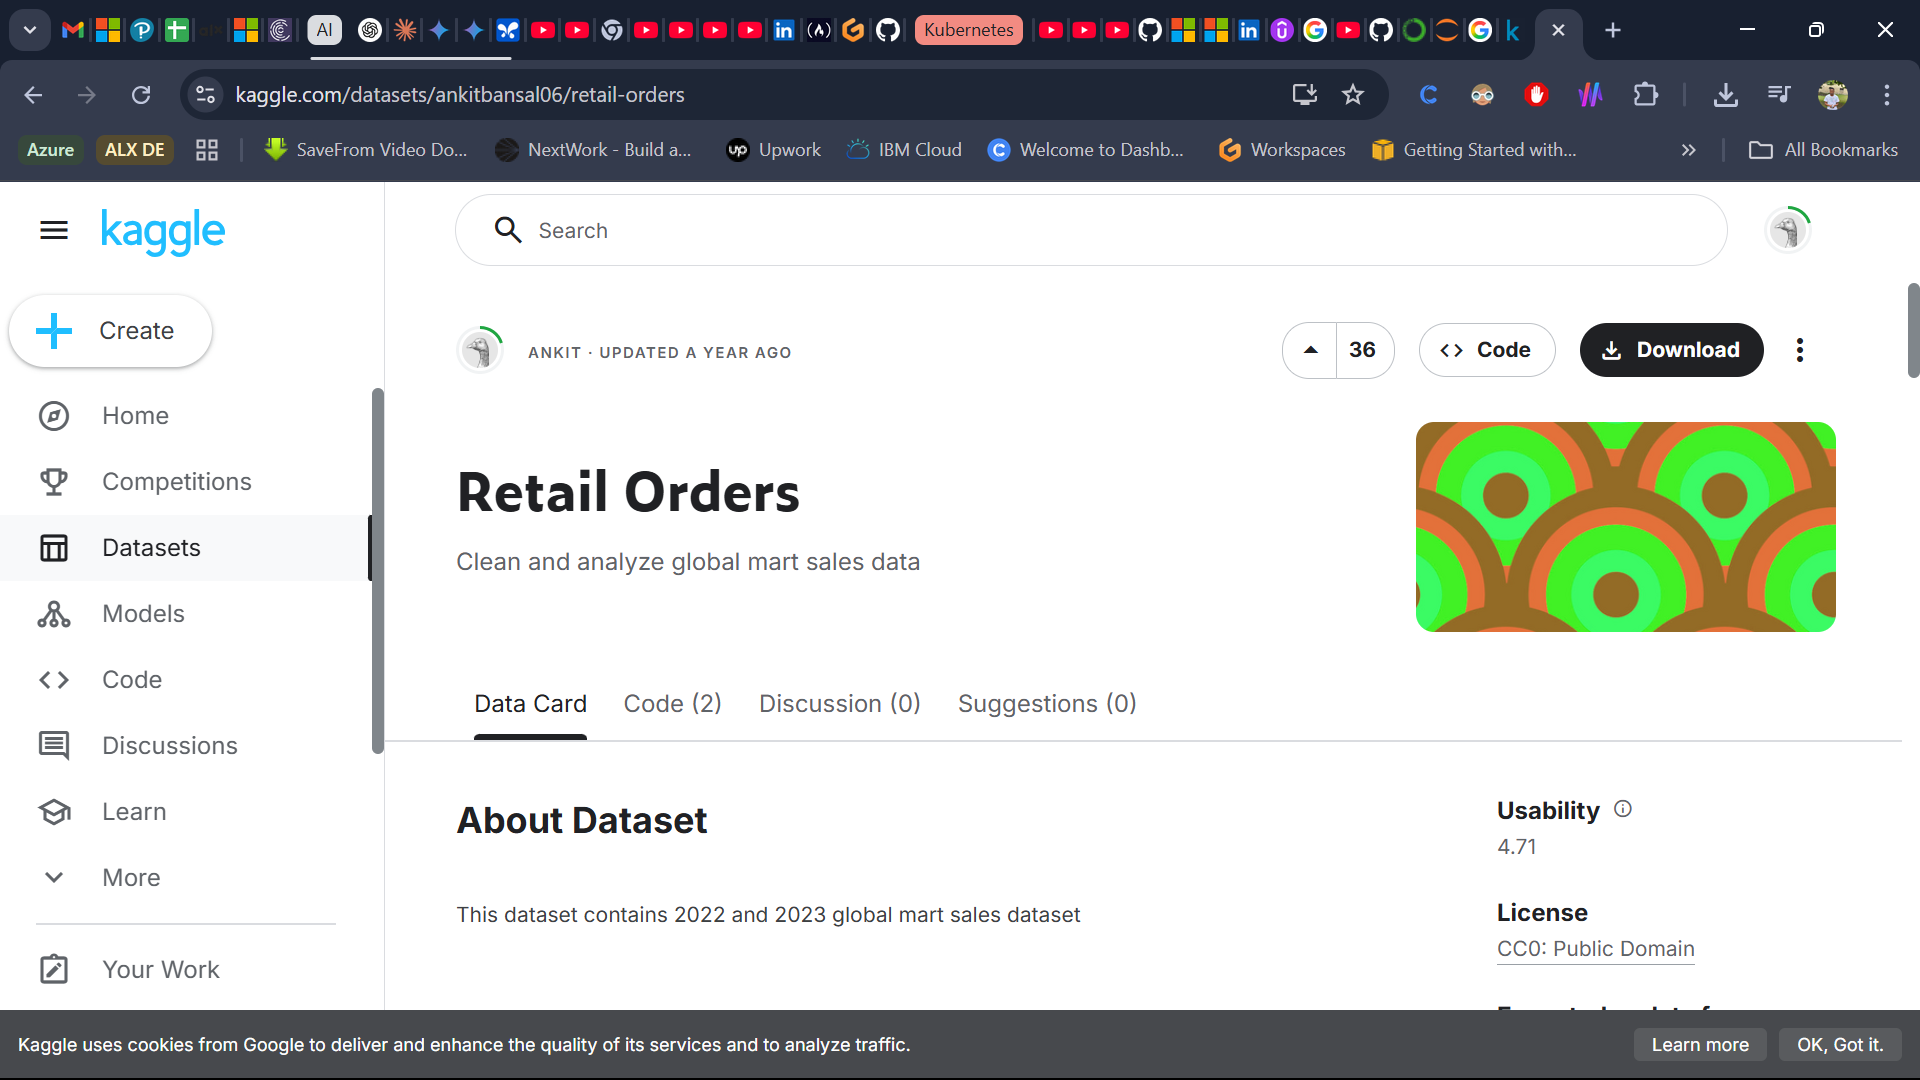 AI
Kubernetes
kaggle.com/datasets/ankitbansal06/retail-orders
Azure
ALX DE
SaveFrom Video Do...
NextWork - Build a...
Upwork
IBM Cloud
Welcome to Dashb...
Workspaces
Getting Started with...
All Bookmarks
kaggle
Search
Create
Home
Competitions
Datasets
Models
Code
Discussions
Learn
More
Your Work
ANKIT · UPDATED A YEAR AGO
36
Code
Download
Retail Orders
Clean and analyze global mart sales data
Data Card
Code (2)
Discussion (0)
Suggestions (0)
About Dataset
This dataset contains 2022 and 2023 global mart sales dataset
Usability
4.71
License
CC0: Public Domain
Kaggle uses cookies from Google to deliver and enhance the quality of its services and to analyze traffic.
Learn more
OK, Got it.